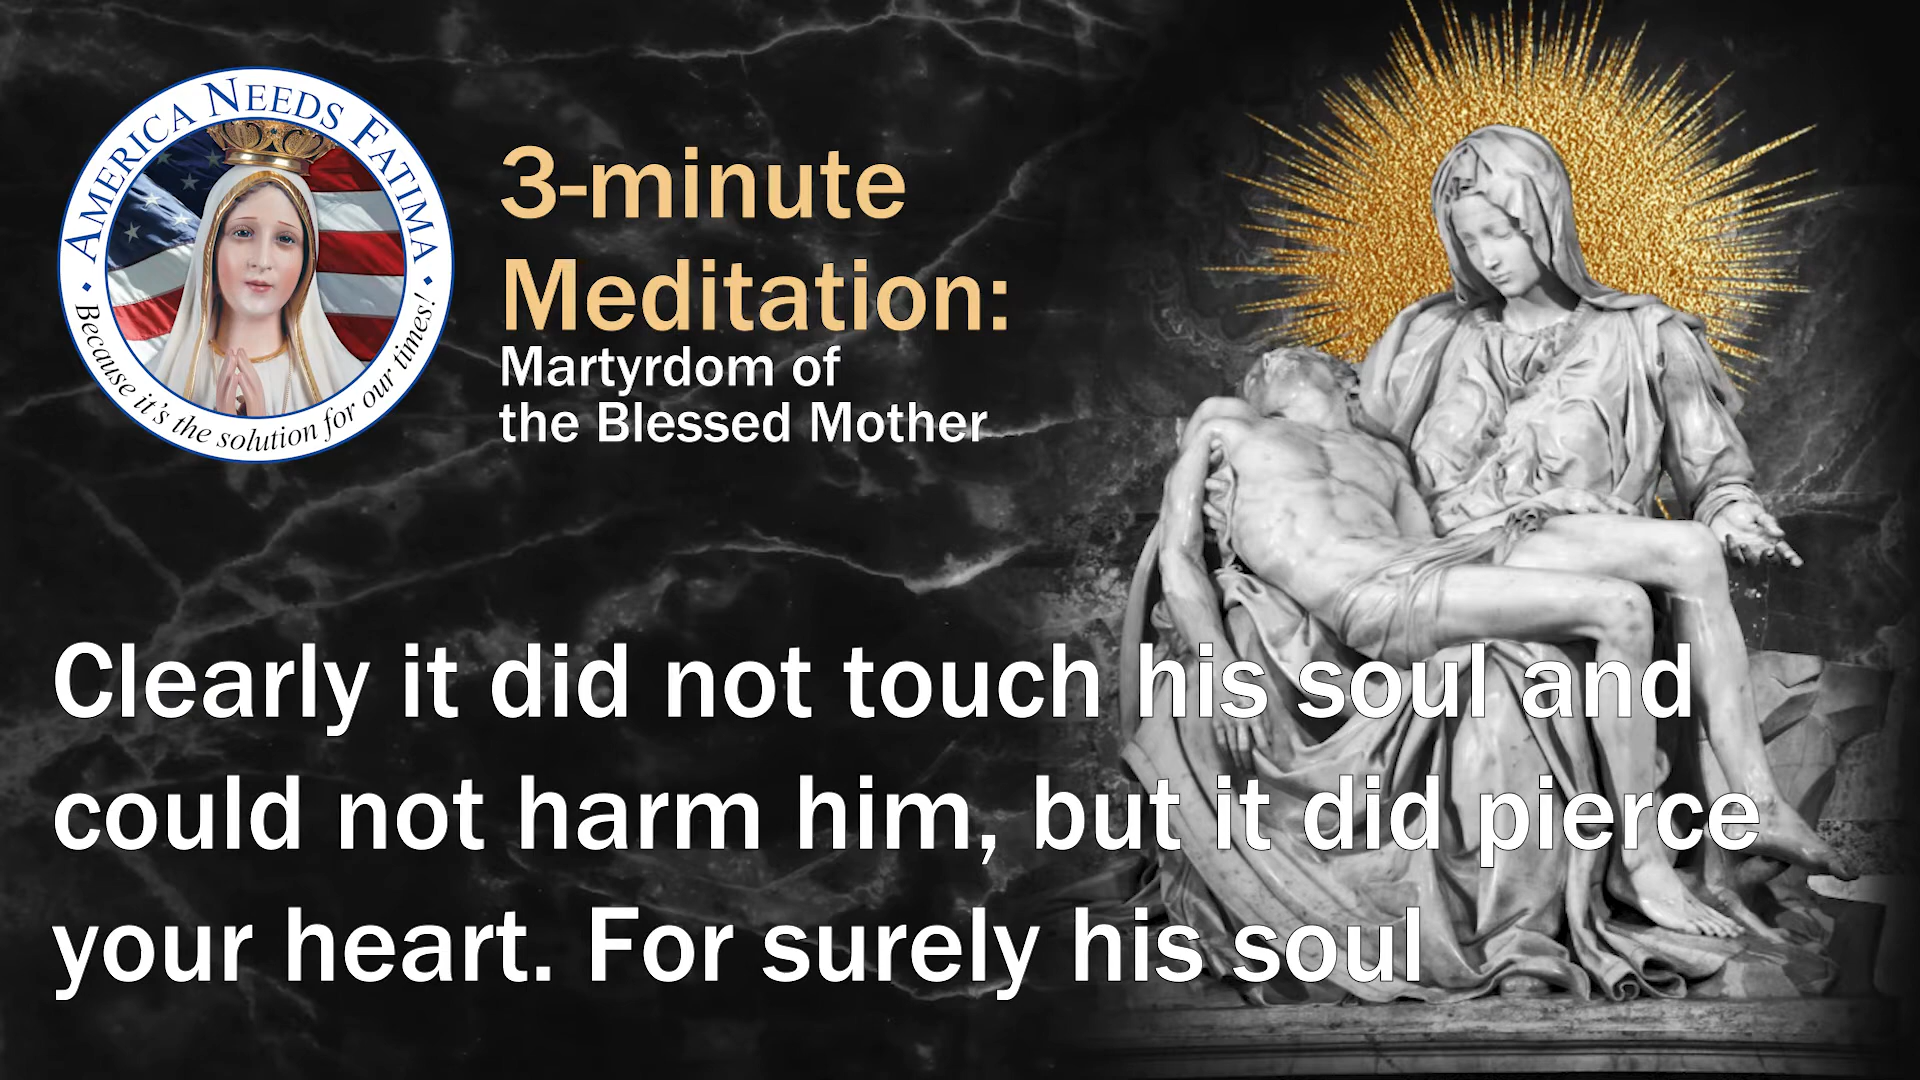 AMERICA NEEDS FATIMA
Because it's the solution for our times!
3-minute
Meditation:
Martyrdom of
the Blessed Mother
Clearly it did not touch his soul and
could not harm him, but it did pierce
your heart. For surely his soul